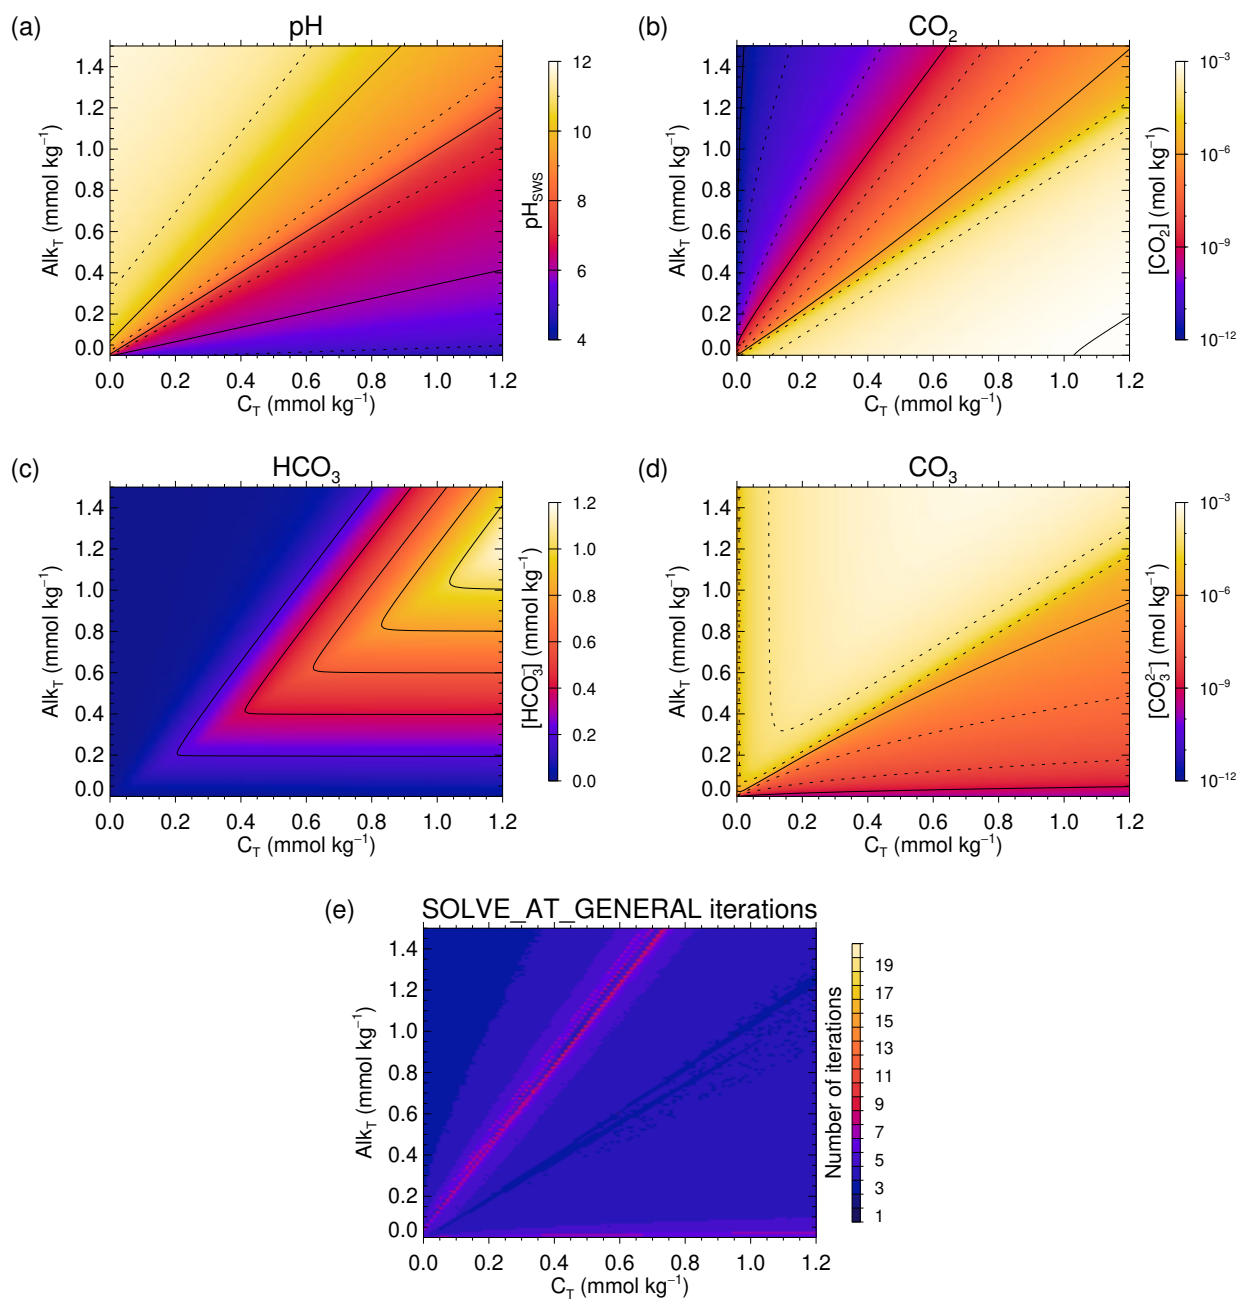 (a)
pH
Alk_T (mmol kg⁻¹)
1.4
1.2
1.0
0.8
0.6
0.4
0.2
0.0
0.0 0.2 0.4 0.6 0.8 1.0 1.2
C_T (mmol kg⁻¹)
12
10
8
6
4
pH_SWS
(b)
CO₂
Alk_T (mmol kg⁻¹)
1.4
1.2
1.0
0.8
0.6
0.4
0.2
0.0
0.0 0.2 0.4 0.6 0.8 1.0 1.2
C_T (mmol kg⁻¹)
10⁻³
10⁻⁶
10⁻⁹
10⁻¹²
[CO₂] (mol kg⁻¹)
(c)
HCO₃
Alk_T (mmol kg⁻¹)
1.4
1.2
1.0
0.8
0.6
0.4
0.2
0.0
0.0 0.2 0.4 0.6 0.8 1.0 1.2
C_T (mmol kg⁻¹)
1.2
1.0
0.8
0.6
0.4
0.2
0.0
[HCO₃⁻] (mmol kg⁻¹)
(d)
CO₃
Alk_T (mmol kg⁻¹)
1.4
1.2
1.0
0.8
0.6
0.4
0.2
0.0
0.0 0.2 0.4 0.6 0.8 1.0 1.2
C_T (mmol kg⁻¹)
10⁻³
10⁻⁶
10⁻⁹
10⁻¹²
[CO₃²⁻] (mol kg⁻¹)
(e)
SOLVE_AT_GENERAL iterations
Alk_T (mmol kg⁻¹)
1.4
1.2
1.0
0.8
0.6
0.4
0.2
0.0
0.0 0.2 0.4 0.6 0.8 1.0 1.2
C_T (mmol kg⁻¹)
19
17
15
13
11
9
7
5
3
1
Number of iterations